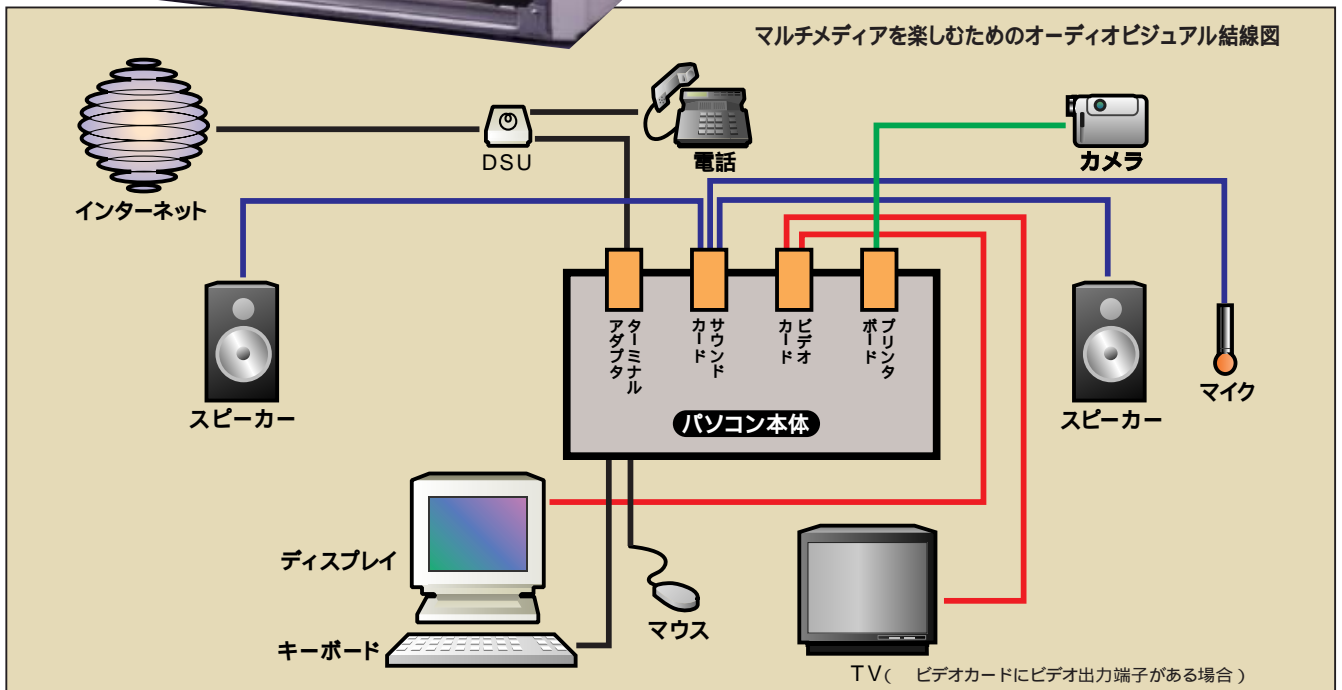 マルチメディアを楽しむためのオーディオビジュアル結線図
インターネット
DSU
電話
カメラ
スピーカー
ターミナル
アダプタ
サウンド
カード
ビデオ
カード
プリンタ
ボード
パソコン本体
スピーカー
マイク
ディスプレイ
キーボード
マウス
TV( ビデオカードにビデオ出力端子がある場合)